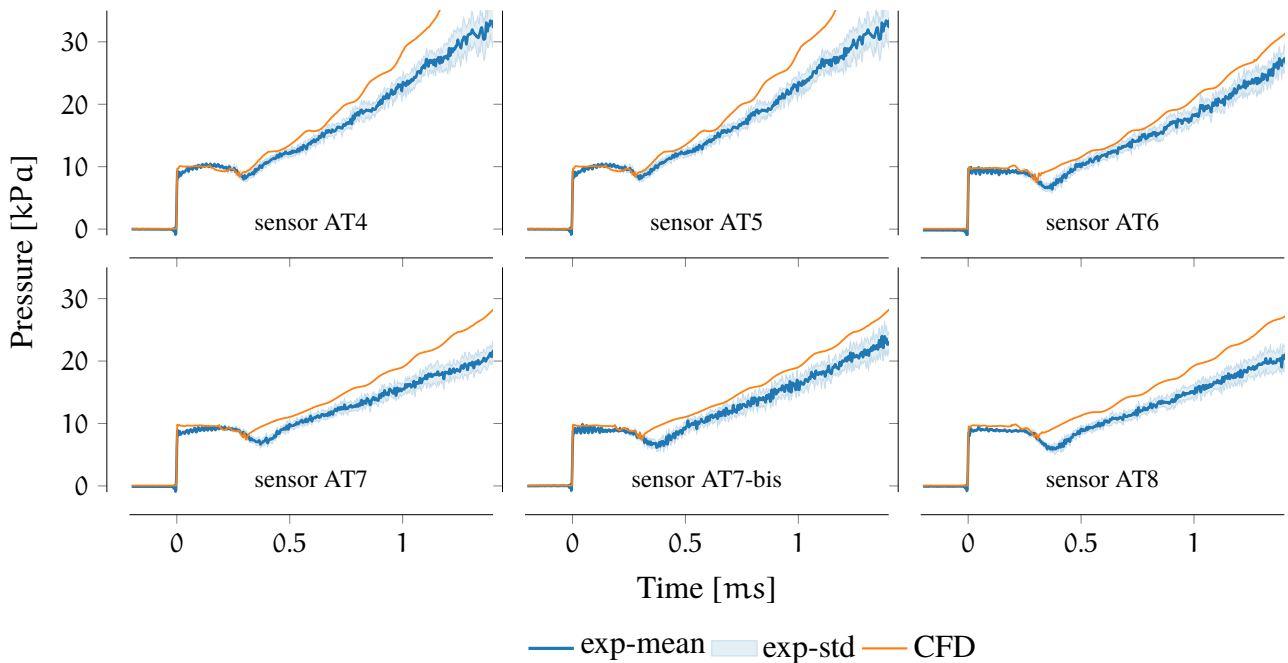 30
20
10
0
sensor AT4
sensor AT5
sensor AT6
Pressure [kPa]
30
20
10
0
sensor AT7
sensor AT7-bis
sensor AT8
0 0.5 1
0 0.5 1
0 0.5 1
Time [ms]
exp-mean exp-std CFD